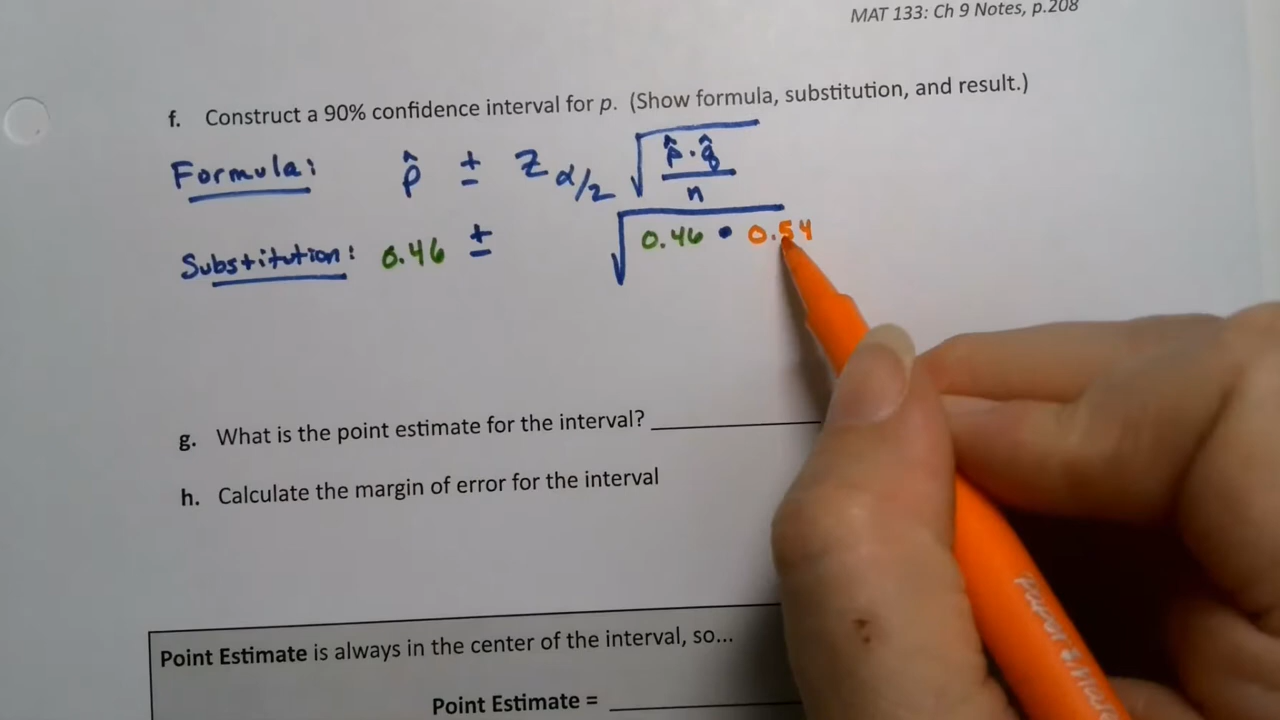 MAT 133: Ch 9 Notes, p.208
f. Construct a 90% confidence interval for p. (Show formula, substitution, and result.)
Formula: p̂ ± Z α/2 √(p̂·q̂ / n)
Substitution: 0.46 ± √(0.46 • 0.54)
g. What is the point estimate for the interval? ____________
h. Calculate the margin of error for the interval
Point Estimate is always in the center of the interval, so...
Point Estimate = ____________